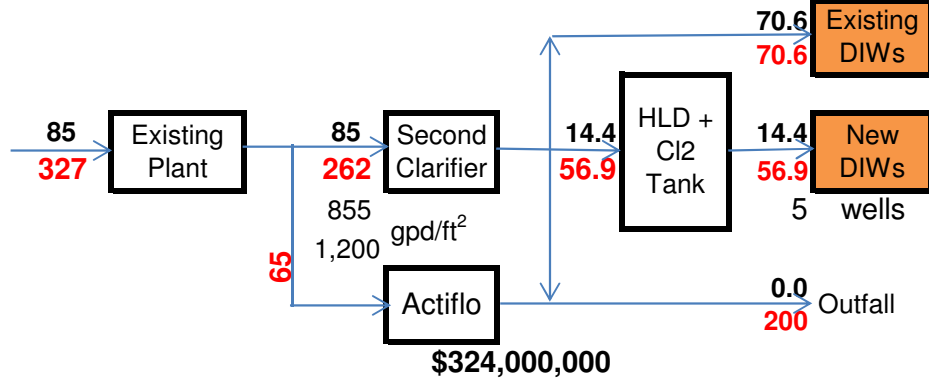 70.6
70.6
Existing
DIWs
85
327
Existing
Plant
85
262
Second
Clarifier
14.4
56.9
HLD +
Cl2
Tank
14.4
56.9
New
DIWs
5 wells
855
1,200
gpd/ft²
65
Actiflo
0.0
200
Outfall
$324,000,000